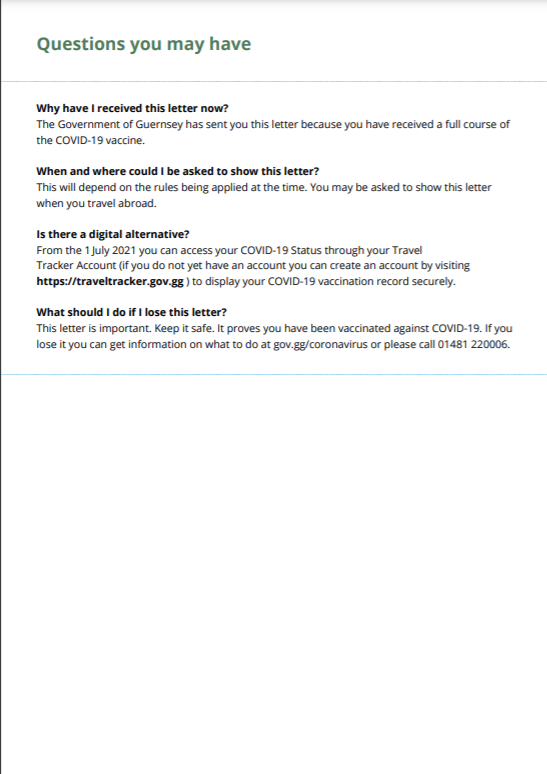 Questions you may have
Why have I received this letter now?
The Government of Guernsey has sent you this letter because you have received a full course of
the COVID-19 vaccine.
When and where could I be asked to show this letter?
This will depend on the rules being applied at the time. You may be asked to show this letter
when you travel abroad.
Is there a digital alternative?
From the 1 July 2021 you can access your COVID-19 Status through your Travel
Tracker Account (if you do not yet have an account you can create an account by visiting
https://traveltracker.gov.gg ) to display your COVID-19 vaccination record securely.
What should I do if I lose this letter?
This letter is important. Keep it safe. It proves you have been vaccinated against COVID-19. If you
lose it you can get information on what to do at gov.gg/coronavirus or please call 01481 220006.